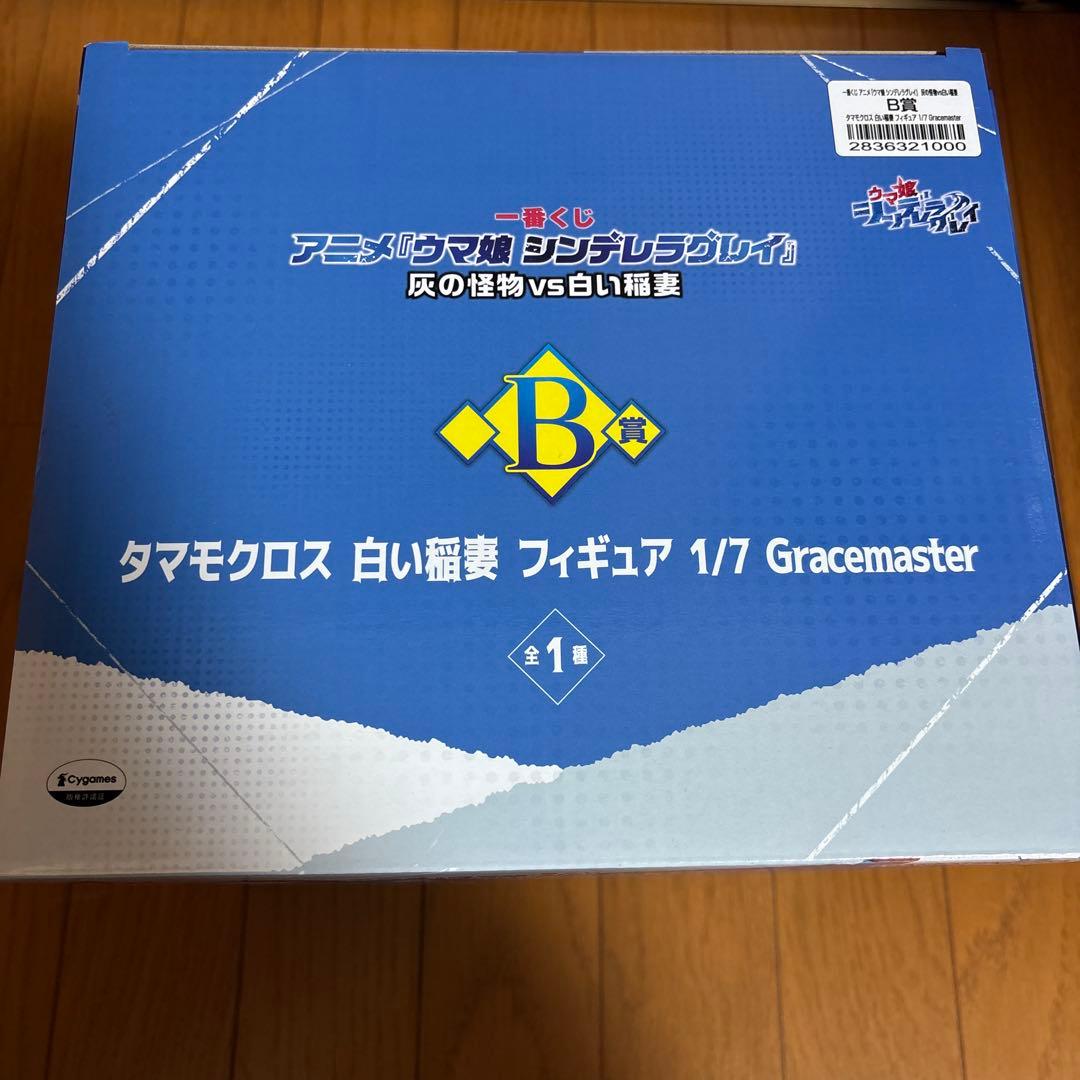 一番くじ アニメ『ウマ娘 シンデレラグレイ』 灰の怪物vs白い稲妻
B賞
タマモクロス 白い稲妻 フィギュア 1/7 Gracemaster
2836321000
ウマ娘
シンデレラグレイ
一番くじ
アニメ『ウマ娘 シンデレラグレイ』
灰の怪物vs白い稲妻
B賞
タマモクロス 白い稲妻 フィギュア 1/7 Gracemaster
全1種
Cygames
版権許諾証